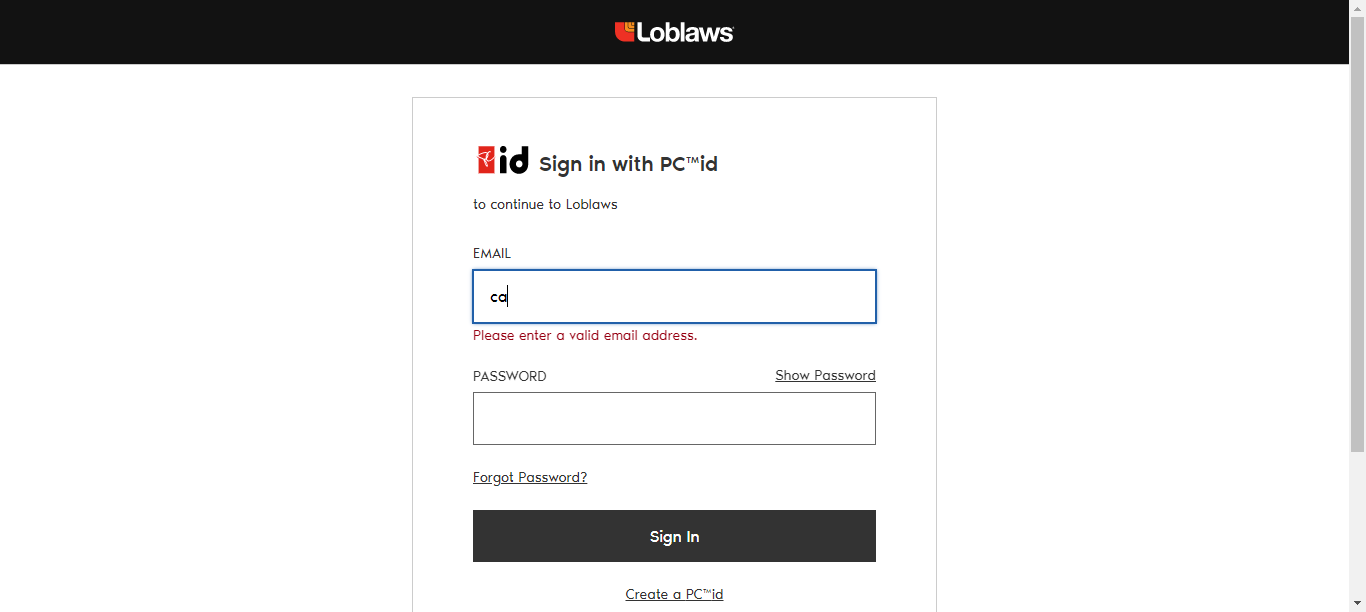 Loblaws
id Sign in with PC™id
to continue to Loblaws
EMAIL
ca
Please enter a valid email address.
PASSWORD Show Password
Forgot Password?
Sign In
Create a PC™id